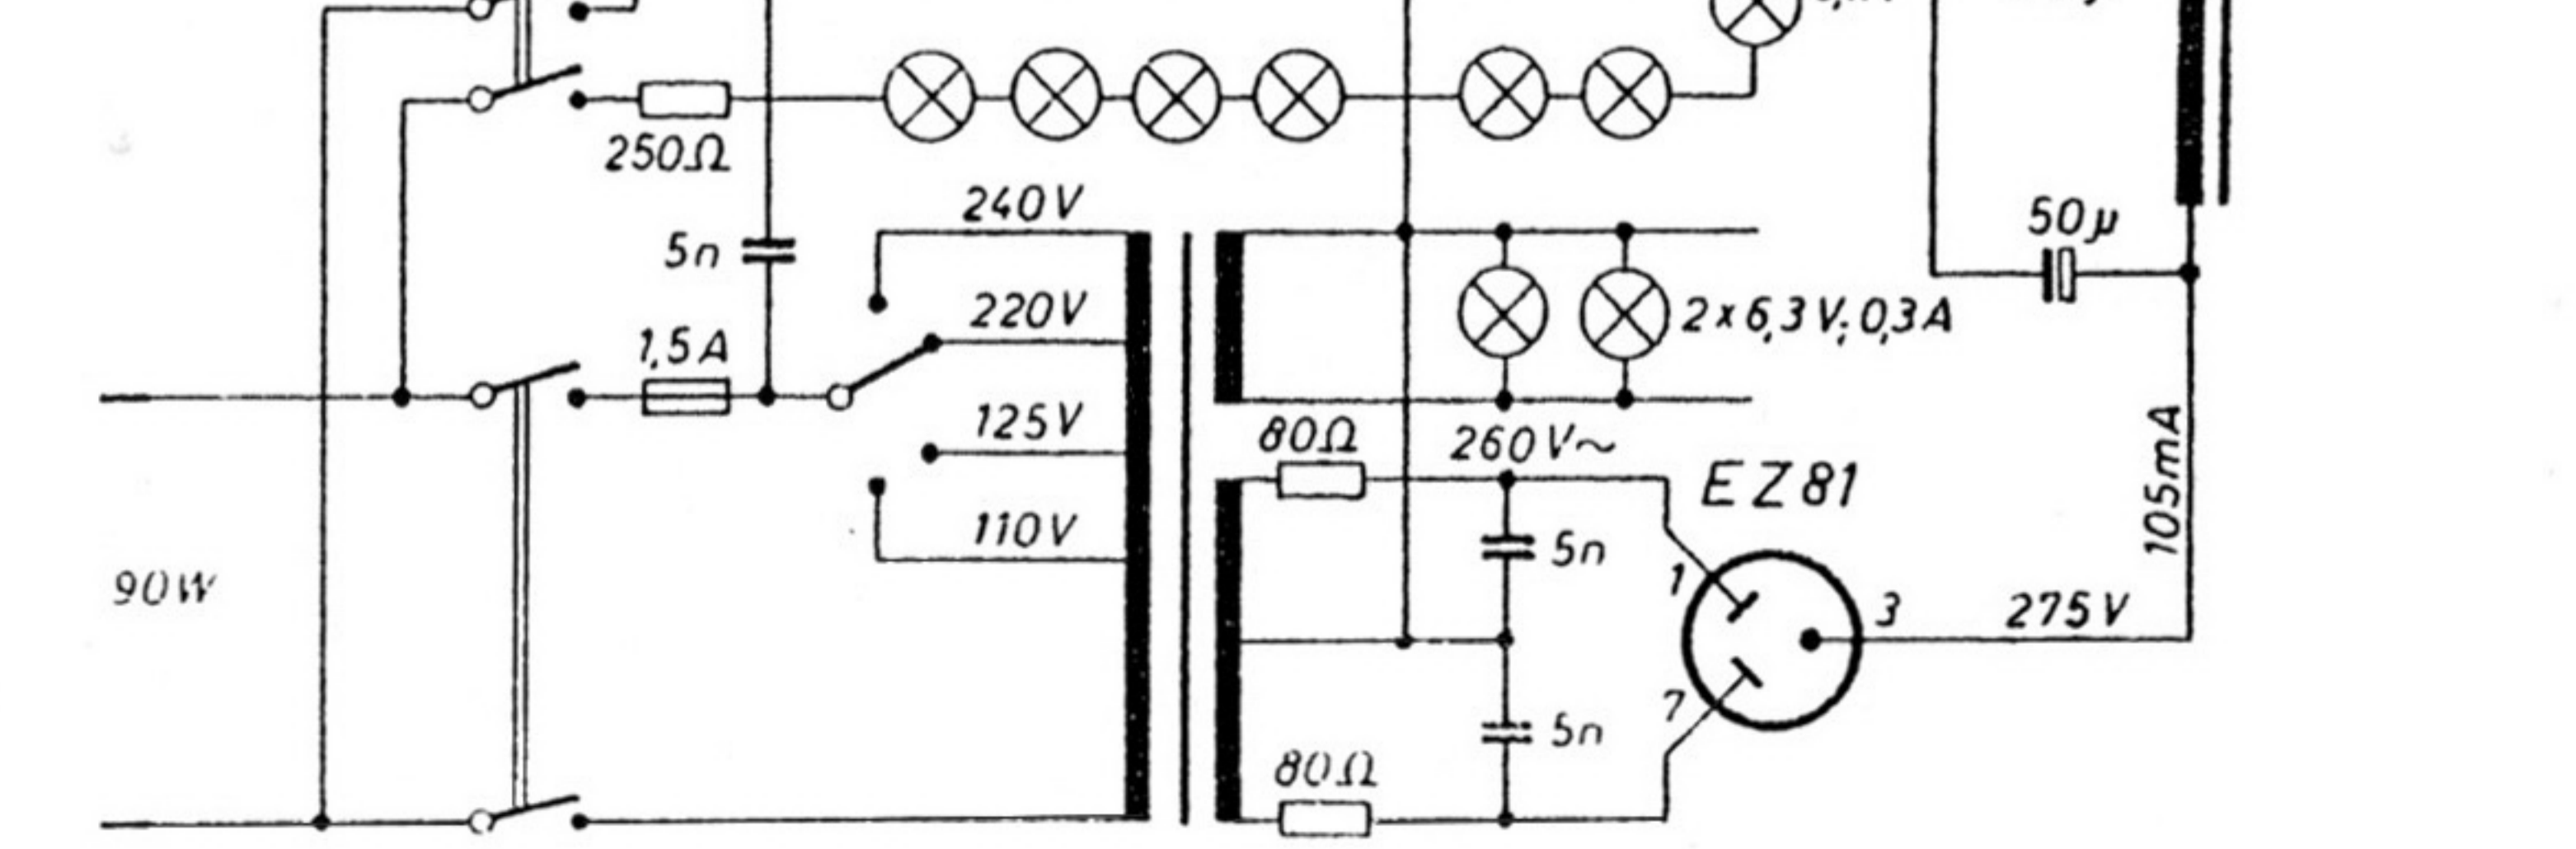 250Ω
240V
5n
50µ
220V
2×6,3V; 0,3A
1,5A
125V
80Ω
260V~
EZ81
105mA
110V
5n
1
90W
3
275V
7
5n
80Ω